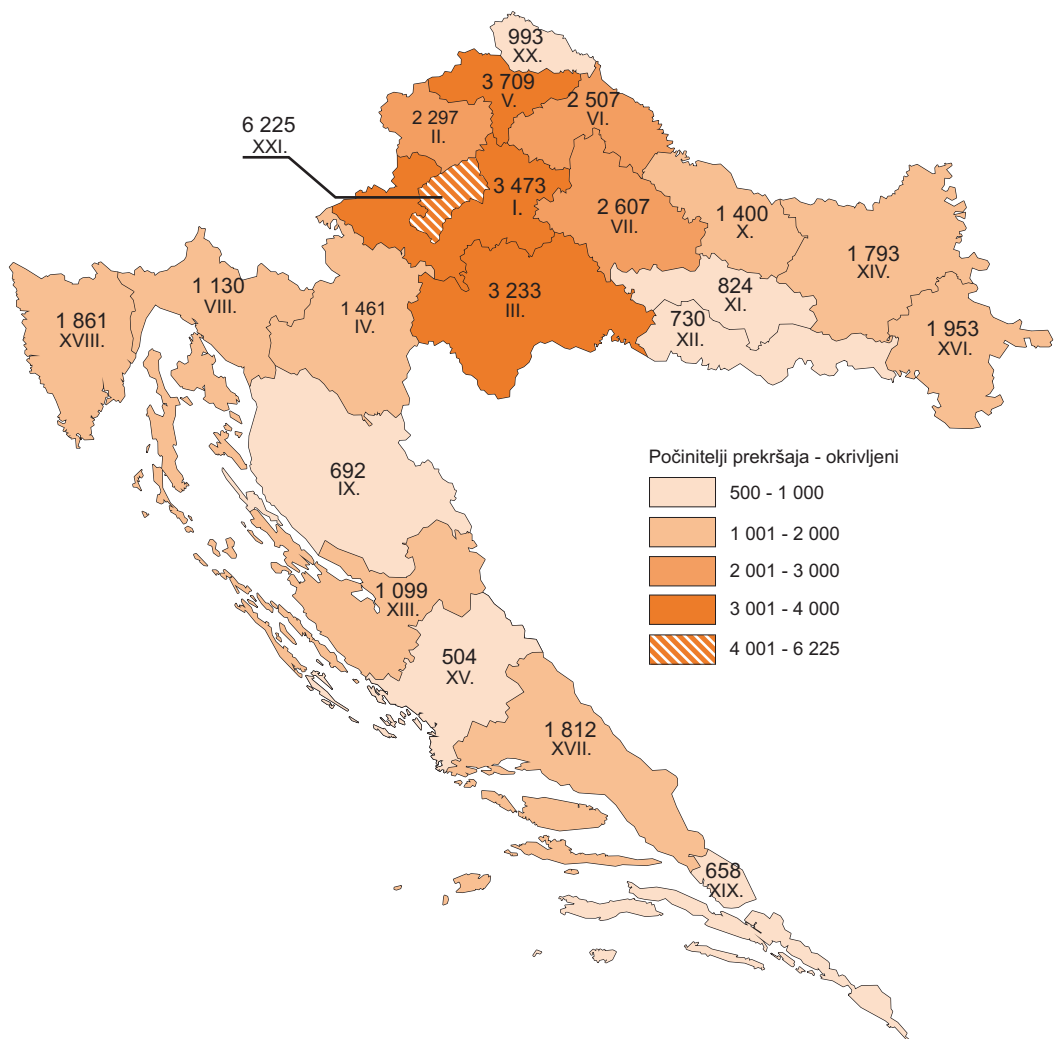 993
XX.
3 709
V.
2 507
VI.
2 297
II.
6 225
XXI.
3 473
I.
2 607
VII.
1 400
X.
1 793
XIV.
1 130
VIII.
1 861
XVIII.
1 461
IV.
3 233
III.
824
XI.
730
XII.
1 953
XVI.
692
IX.
Počinitelji prekršaja - okrivljeni
500 - 1 000
1 001 - 2 000
2 001 - 3 000
3 001 - 4 000
4 001 - 6 225
1 099
XIII.
504
XV.
1 812
XVII.
658
XIX.